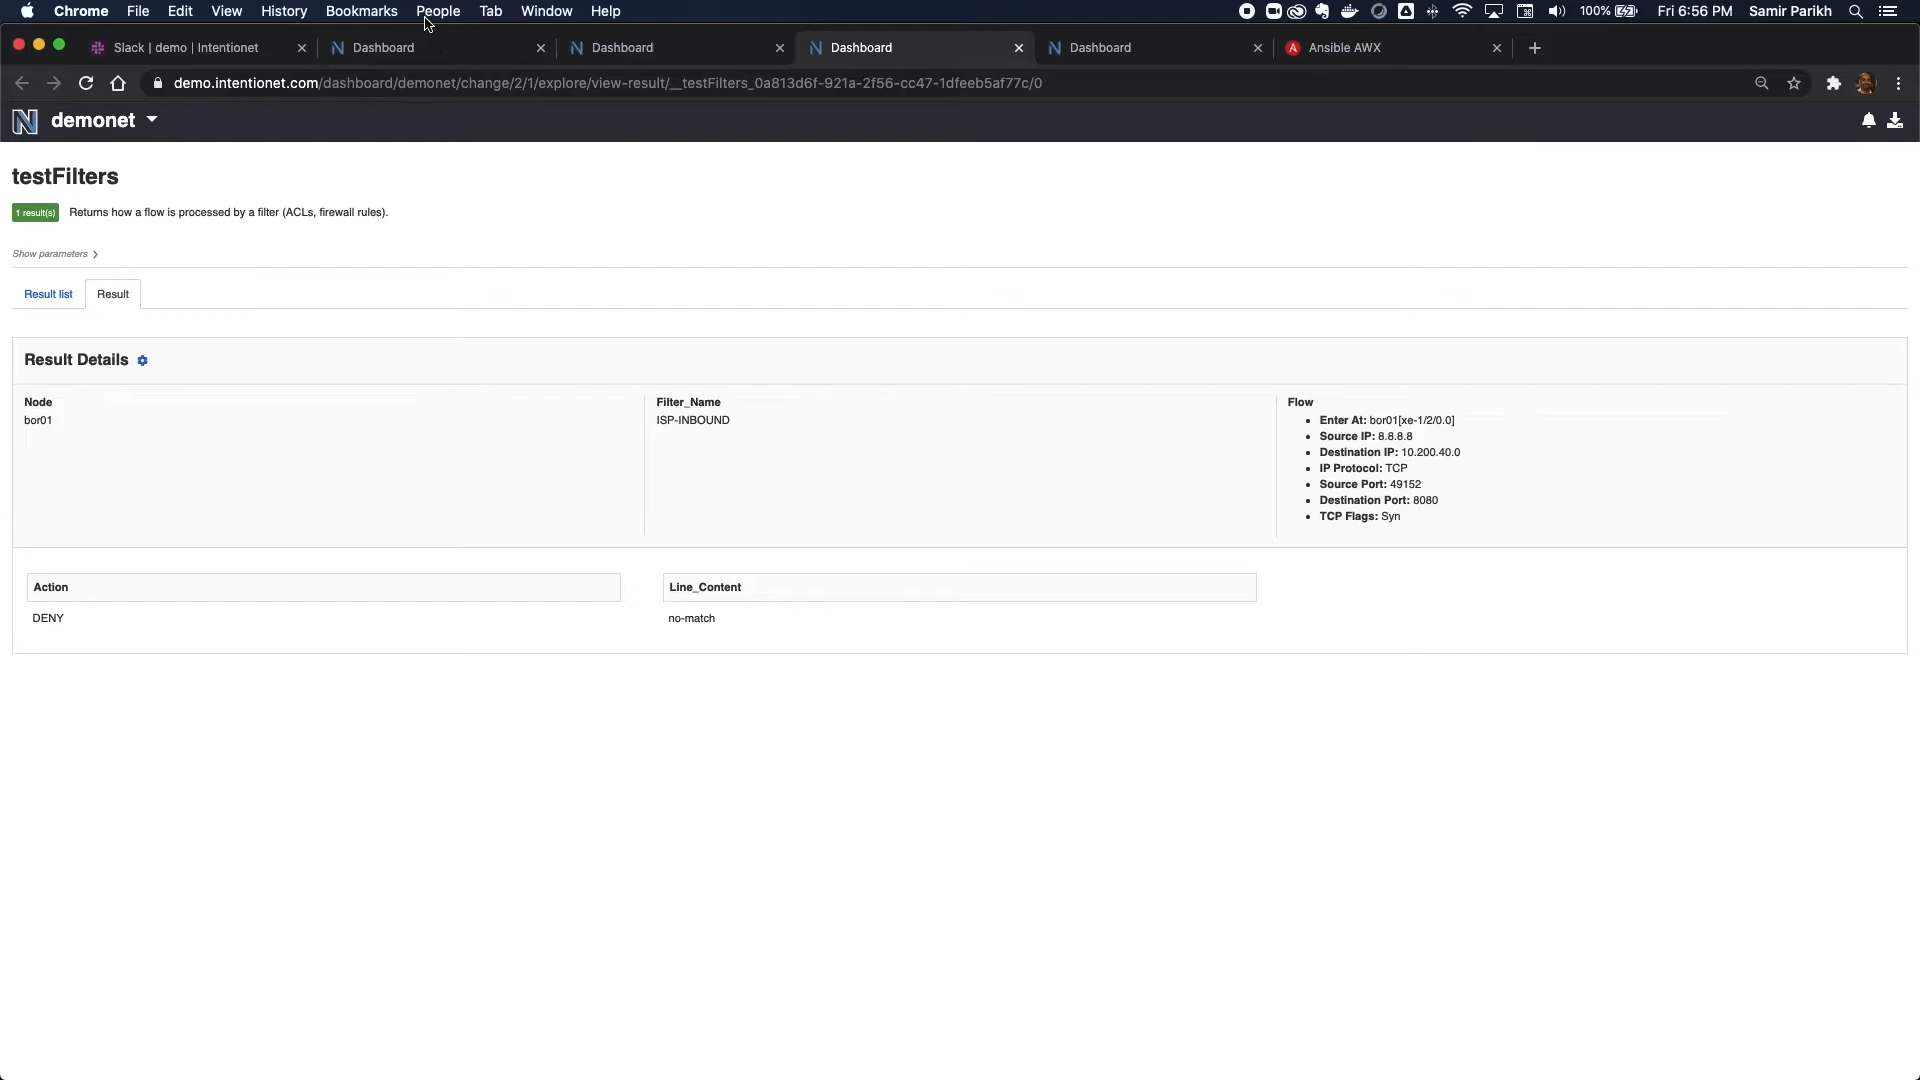 Chrome File Edit View History Bookmarks People Tab Window Help 100% Fri 6:56 PM Samir Parikh
Slack | demo | Intentionet Dashboard Dashboard Dashboard Dashboard Ansible AWX
demo.intentionet.com/dashboard/demonet/change/2/1/explore/view-result/__testFilters_0a813d6f-921a-2f56-cc47-1dfeeb5af77c/0
demonet
testFilters
1 result(s) Returns how a flow is processed by a filter (ACLs, firewall rules).
Show parameters
Result list Result
Result Details
Node Filter_Name Flow
bor01 ISP-INBOUND • Enter At: bor01[xe-1/2/0.0]
• Source IP: 8.8.8.8
• Destination IP: 10.200.40.0
• IP Protocol: TCP
• Source Port: 49152
• Destination Port: 8080
• TCP Flags: Syn
Action Line_Content
DENY no-match